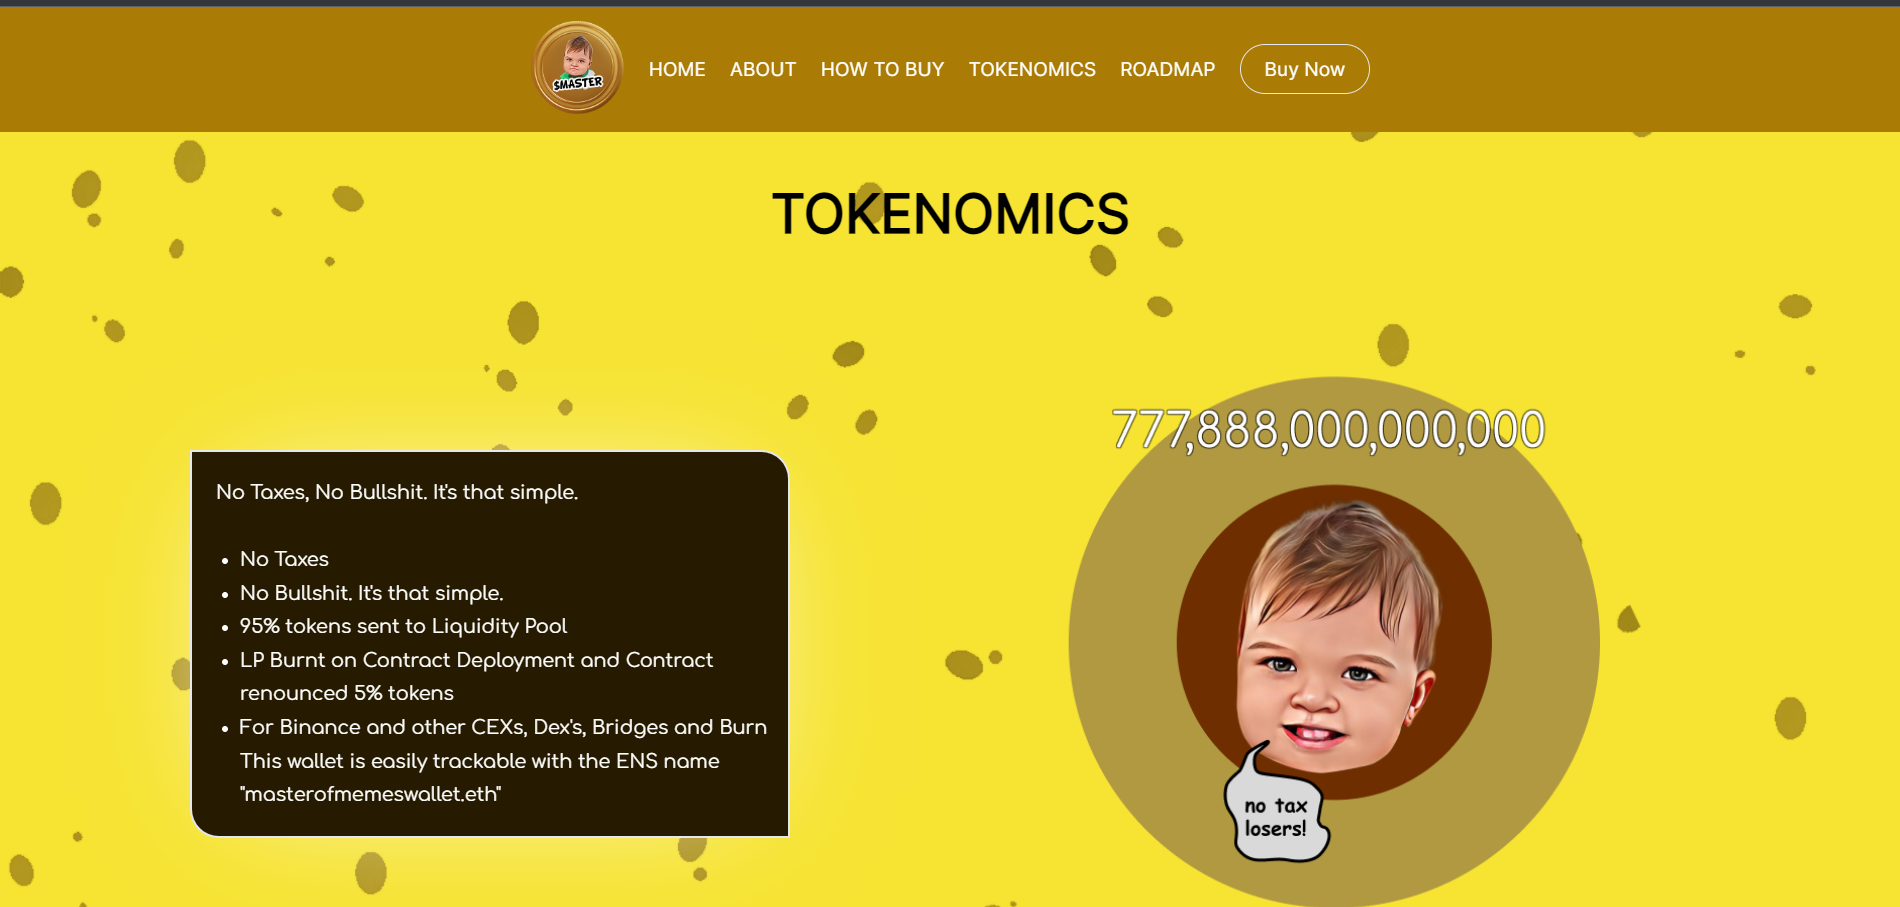 $MASTER
HOME
ABOUT
HOW TO BUY
TOKENOMICS
ROADMAP
Buy Now
TOKENOMICS
No Taxes, No Bullshit. It's that simple.
No Taxes
No Bullshit. It's that simple.
95% tokens sent to Liquidity Pool
LP Burnt on Contract Deployment and Contract
renounced 5% tokens
For Binance and other CEXs, Dex's, Bridges and Burn
This wallet is easily trackable with the ENS name
"masterofmemeswallet.eth"
777,888,000,000,000
no tax
losers!